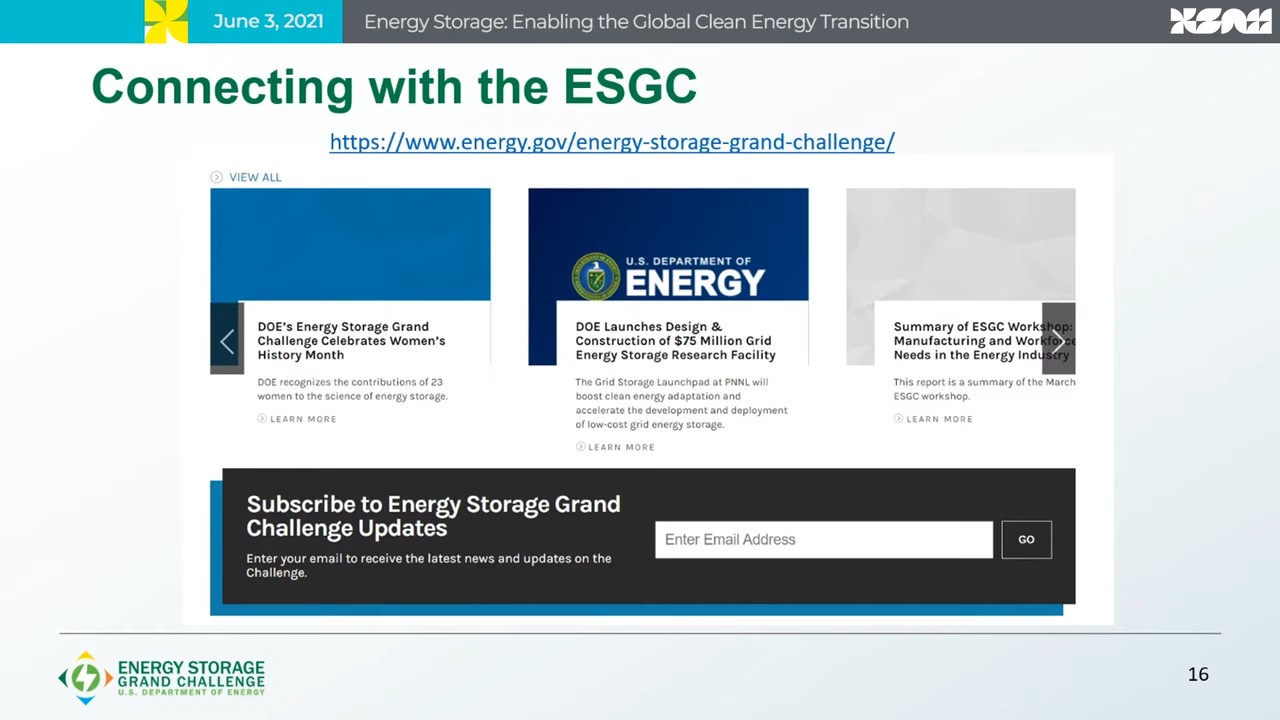 June 3, 2021
Energy Storage: Enabling the Global Clean Energy Transition
Connecting with the ESGC
https://www.energy.gov/energy-storage-grand-challenge/
VIEW ALL
U.S. DEPARTMENT OF
ENERGY
DOE's Energy Storage Grand
Challenge Celebrates Women's
History Month
DOE recognizes the contributions of 23
women to the science of energy storage.
LEARN MORE
DOE Launches Design &
Construction of $75 Million Grid
Energy Storage Research Facility
The Grid Storage Launchpad at PNNL will
boost clean energy adaptation and
accelerate the development and deployment
of low-cost grid energy storage.
LEARN MORE
Summary of ESGC Workshop:
Manufacturing and Workforce
Needs in the Energy Industry
This report is a summary of the March
ESGC workshop.
LEARN MORE
Subscribe to Energy Storage Grand
Challenge Updates
Enter your email to receive the latest news and updates on the
Challenge.
Enter Email Address
GO
ENERGY STORAGE
GRAND CHALLENGE
U.S. DEPARTMENT OF ENERGY
16